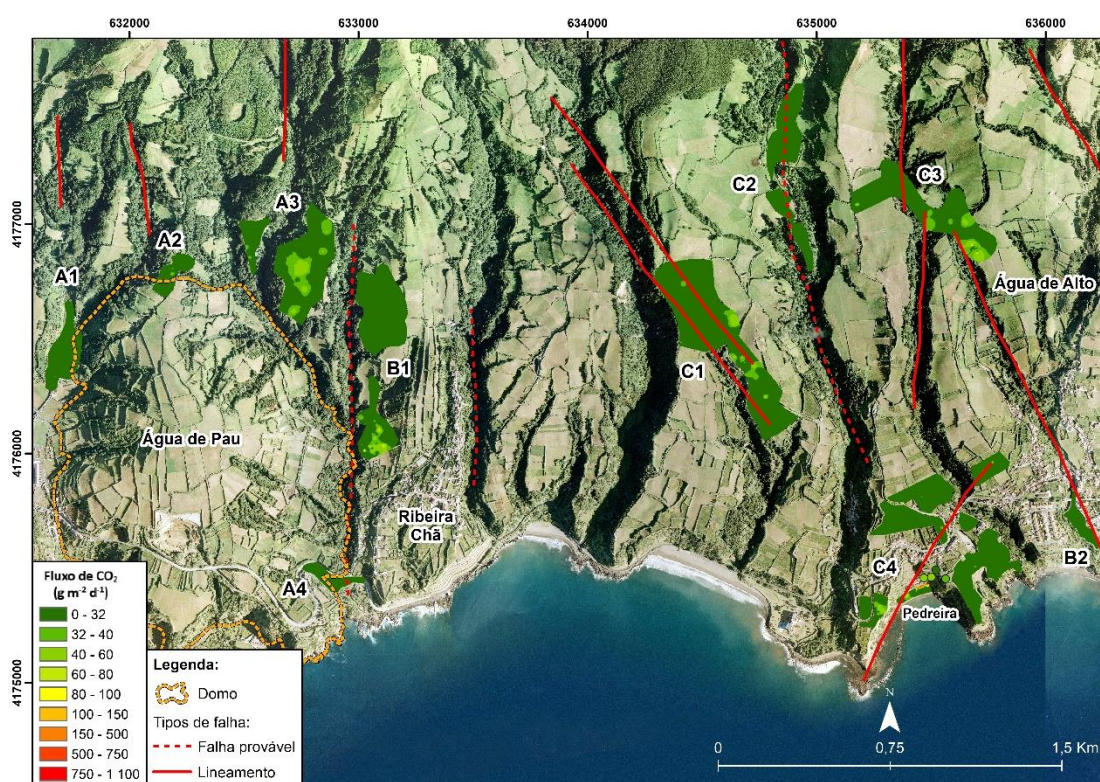 632000
633000
634000
635000
636000
4177000
4176000
4175000
A1
A2
A3
A4
B1
B2
C1
C2
C3
C4
Água de Pau
Ribeira
Chã
Água de Alto
Pedreira
Fluxo de CO₂
(g m⁻² d⁻¹)
0 - 32
32 - 40
40 - 60
60 - 80
80 - 100
100 - 150
150 - 500
500 - 750
750 - 1 100
Legenda:
Domo
Tipos de falha:
Falha provável
Lineamento
N
0
0,75
1,5 Km